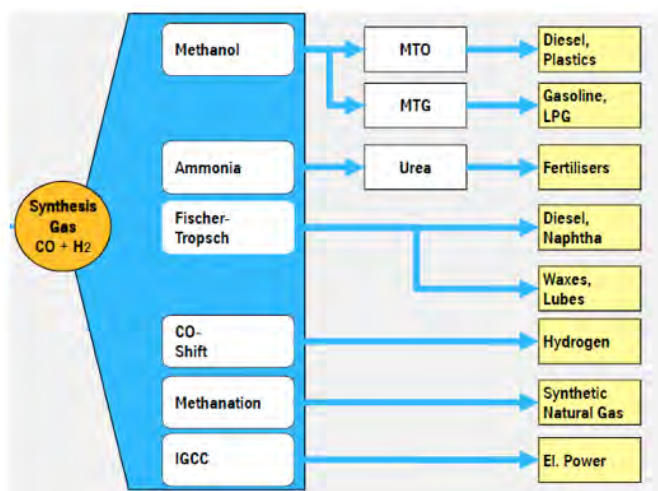 Synthesis
Gas
CO + H2
Methanol
MTO
Diesel,
Plastics
MTG
Gasoline,
LPG
Ammonia
Urea
Fertilisers
Fischer-
Tropsch
Diesel,
Naphtha
Waxes,
Lubes
CO-
Shift
Hydrogen
Methanation
Synthetic
Natural Gas
IGCC
El. Power